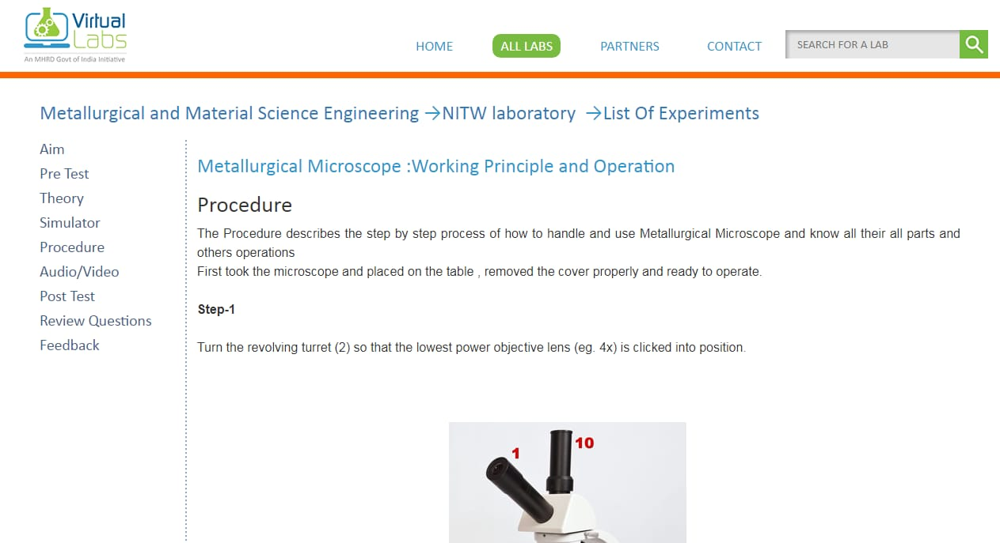 Virtual
Labs
An MHRD Govt of India Initiative
HOME
ALL LABS
PARTNERS
CONTACT
SEARCH FOR A LAB
Metallurgical and Material Science Engineering →NITW laboratory →List Of Experiments
Aim
Pre Test
Theory
Simulator
Procedure
Audio/Video
Post Test
Review Questions
Feedback
Metallurgical Microscope :Working Principle and Operation
Procedure
The Procedure describes the step by step process of how to handle and use Metallurgical Microscope and know all their all parts and
others operations
First took the microscope and placed on the table , removed the cover properly and ready to operate.
Step-1
Turn the revolving turret (2) so that the lowest power objective lens (eg. 4x) is clicked into position.
1
10